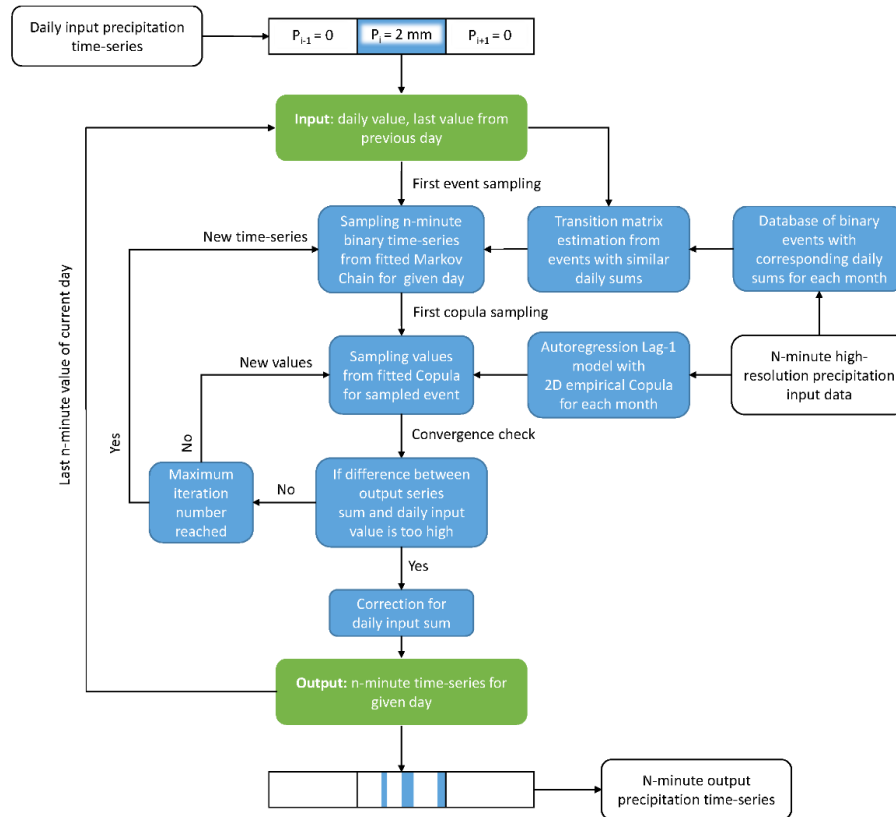 Daily input precipitation
time-series
P_{i-1} = 0
P_i = 2 mm
P_{i+1} = 0
Input: daily value, last value from
previous day
First event sampling
New time-series
Sampling n-minute
binary time-series
from fitted Markov
Chain for given day
Transition matrix
estimation from
events with similar
daily sums
Database of binary
events with
corresponding daily
sums for each month
First copula sampling
New values
Sampling values
from fitted Copula
for sampled event
Autoregression Lag-1
model with
2D empirical Copula
for each month
N-minute high-
resolution precipitation
input data
Last n-minute value of current day
Yes
No
Convergence check
Maximum
iteration
number
reached
No
If difference between
output series
sum and daily input
value is too high
Yes
Correction for
daily input sum
Output: n-minute time-series for
given day
N-minute output
precipitation time-series